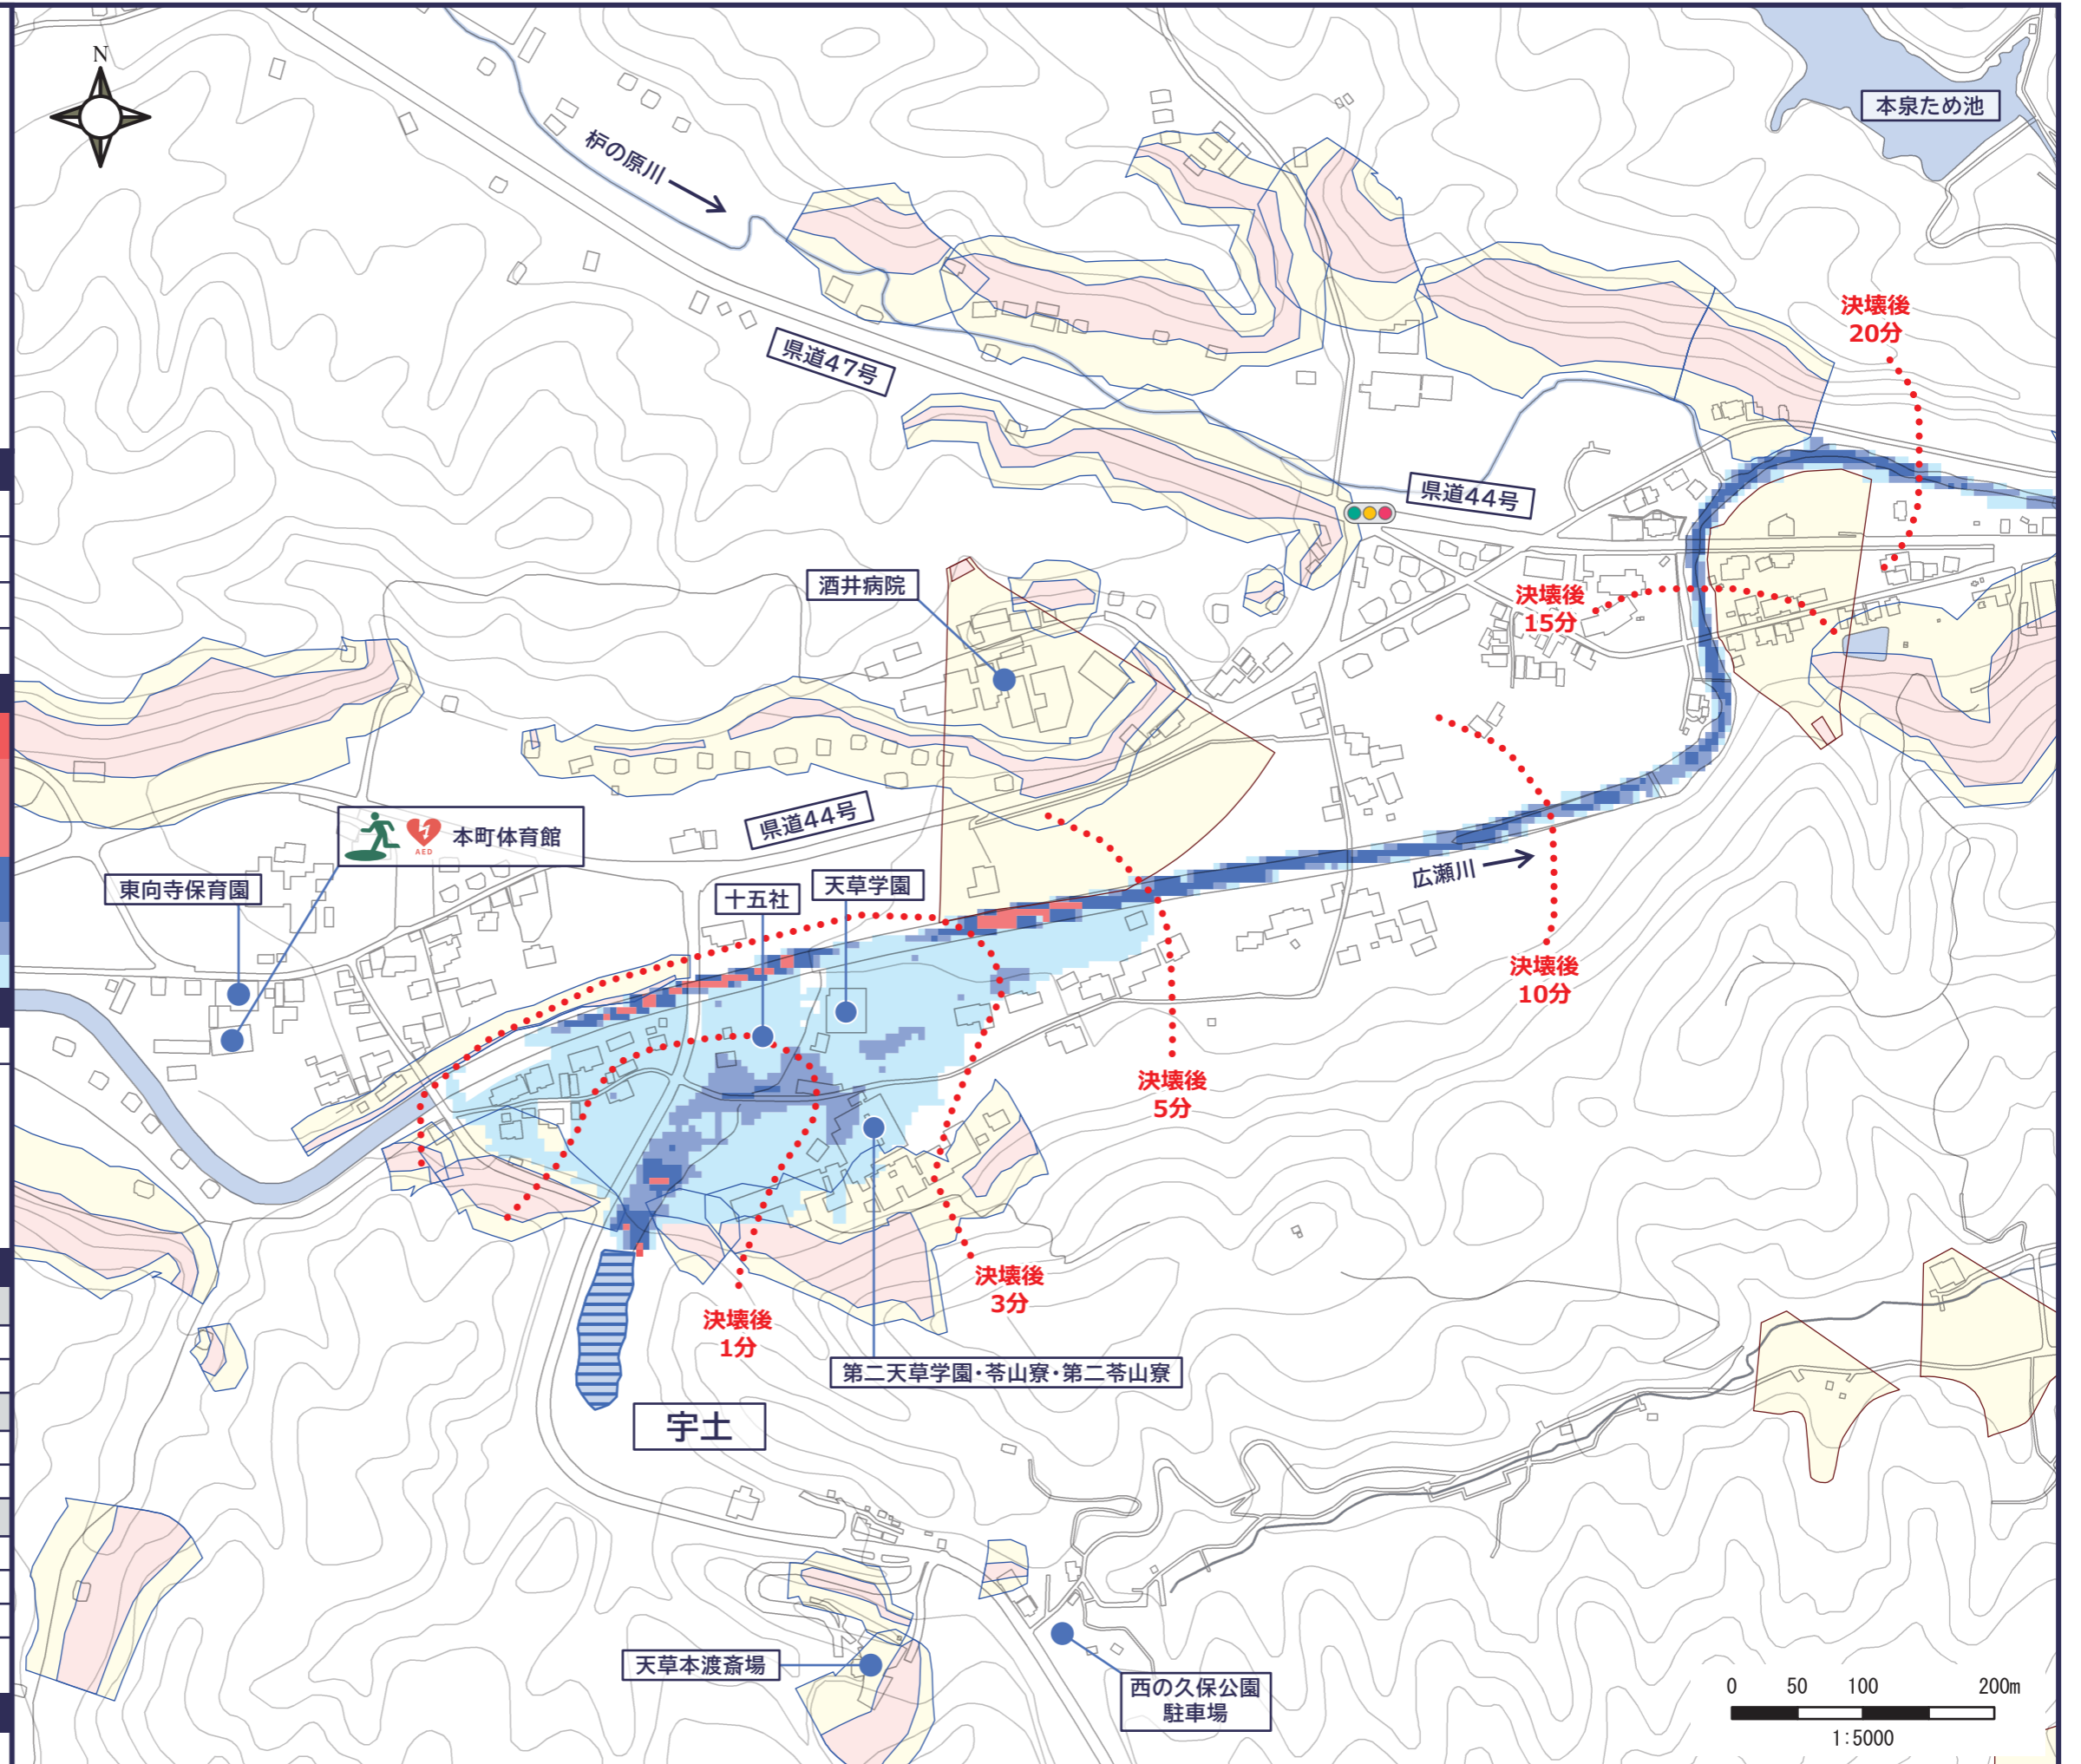 N
本泉ため池
枦の原川
決壊後
20分
県道47号
県道44号
酒井病院
決壊後
15分
県道44号
AED
本町体育館
東向寺保育園
十五社
天草学園
広瀬川
決壊後
10分
決壊後
5分
決壊後
3分
決壊後
1分
第二天草学園・苓山寮・第二苓山寮
宇土
天草本渡斎場
西の久保公園
駐車場
0 50 100 200m
1:5000